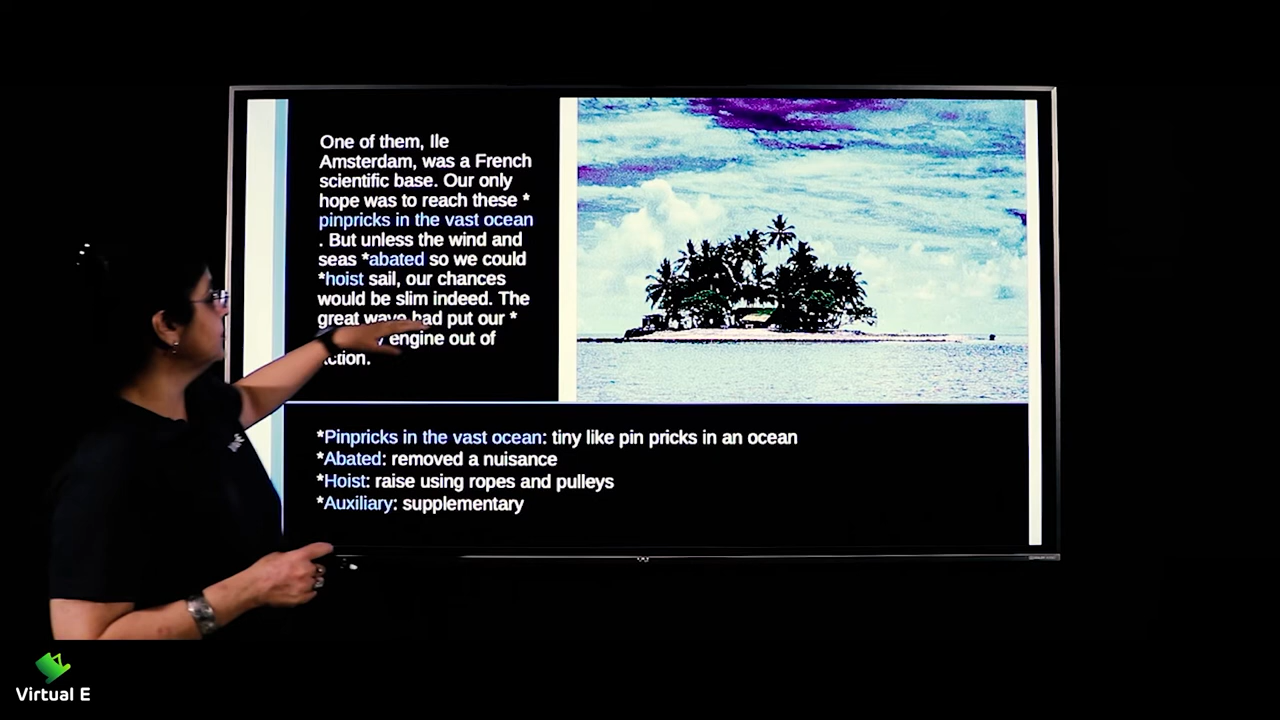 One of them, Ile
Amsterdam, was a French
scientific base. Our only
hope was to reach these *
pinpricks in the vast ocean
. But unless the wind and
seas *abated so we could
*hoist sail, our chances
would be slim indeed. The
great wave had put our *
engine out of
*Pinpricks in the vast ocean: tiny like pin pricks in an ocean
*Abated: removed a nuisance
*Hoist: raise using ropes and pulleys
*Auxiliary: supplementary
Virtual E